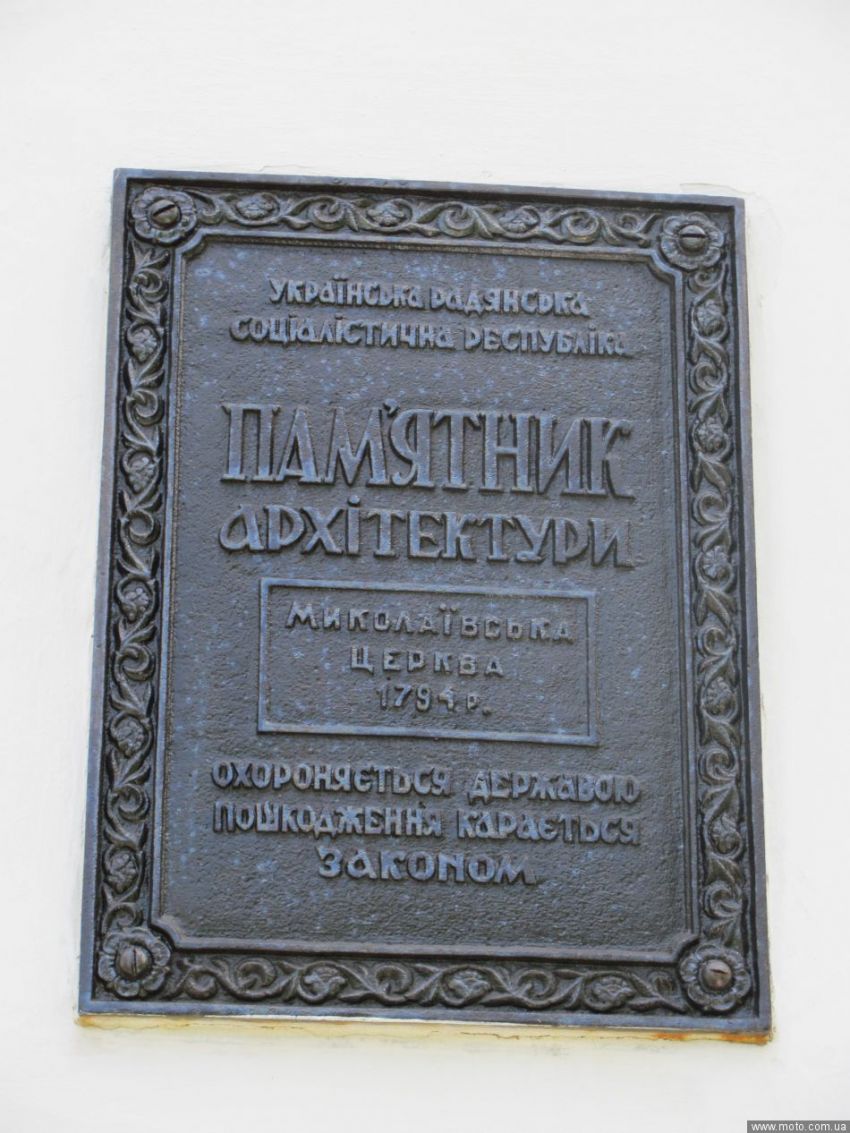 УКРАЇНСЬКА РАДЯНСЬКА
СОЦІАЛІСТИЧНА РЕСПУБЛІКА
ПАМ'ЯТНИК
АРХІТЕКТУРИ
МИКОЛАЇВСЬКА
ЦЕРКВА
1794 р.
ОХОРОНЯЄТЬСЯ ДЕРЖАВОЮ
ПОШКОДЖЕННЯ КАРАЄТЬСЯ
ЗАКОНОМ
www.moto.com.ua